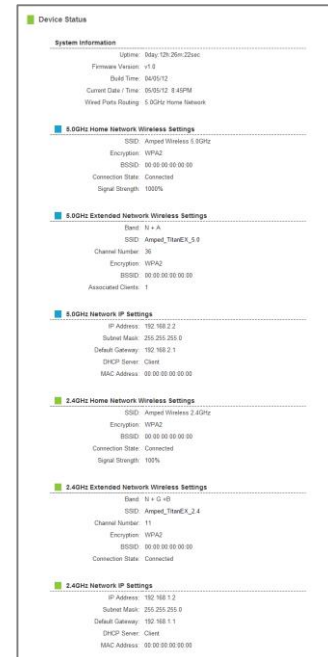 Device Status
System Information
Uptime: 0day:12h:26m:22sec
Firmware Version: v1.0
Build Time: 04/05/12
Current Date / Time: 05/05/12 8:45PM
Wired Ports Routing: 5.0GHz Home Network
5.0GHz Home Network Wireless Settings
SSID: Amped Wireless 5.0GHz
Encryption: WPA2
BSSID: 00:00:00:00:00:00
Connection State: Connected
Signal Strength: 1000%
5.0GHz Extended Network Wireless Settings
Band: N + A
SSID: Amped_TitanEX_5.0
Channel Number: 36
Encryption: WPA2
BSSID: 00:00:00:00:00:00
Associated Clients: 1
5.0GHz Network IP Settings
IP Address: 192.168.2.2
Subnet Mask: 255.255.255.0
Default Gateway: 192.168.2.1
DHCP Server: Client
MAC Address: 00:00:00:00:00:00
2.4GHz Home Network Wireless Settings
SSID: Amped Wireless 2.4GHz
Encryption: WPA2
BSSID: 00:00:00:00:00:00
Connection State: Connected
Signal Strength: 100%
2.4GHz Extended Network Wireless Settings
Band: N + G +B
SSID: Amped_TitanEX_2.4
Channel Number: 11
Encryption: WPA2
BSSID: 00:00:00:00:00:00
Connection State: Connected
2.4GHz Network IP Settings
IP Address: 192.168.1.2
Subnet Mask: 255.255.255.0
Default Gateway: 192.168.1.1
DHCP Server: Client
MAC Address: 00:00:00:00:00:00